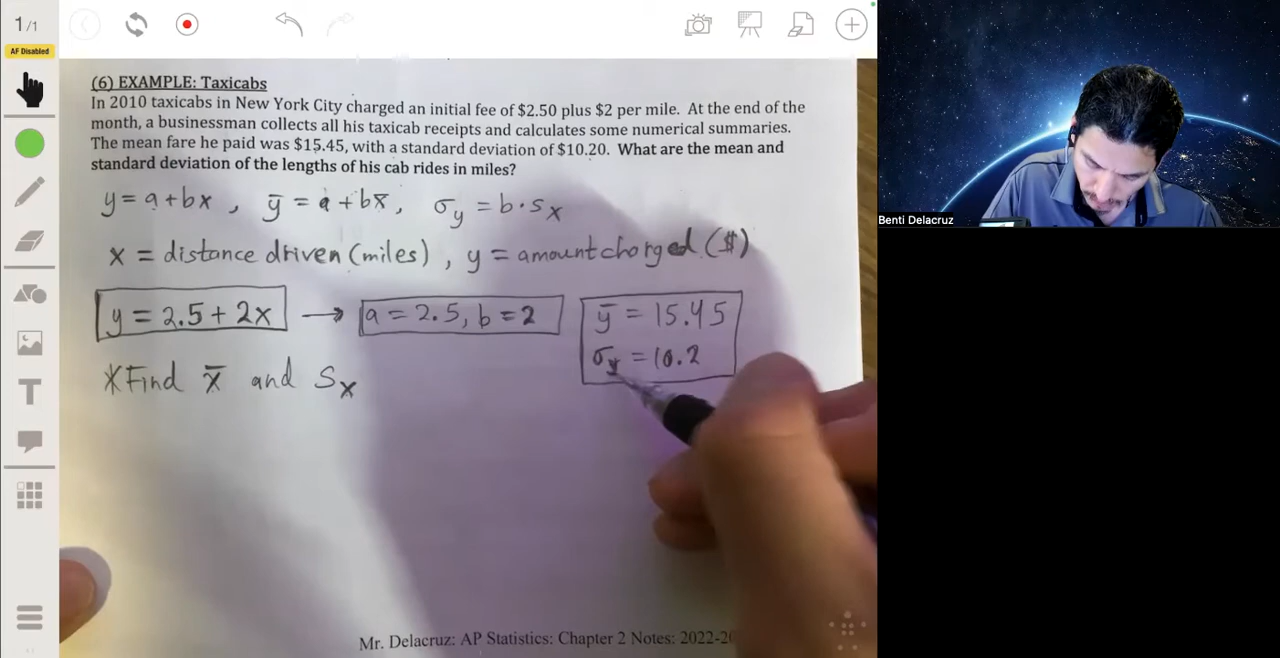 1/1
AF Disabled
(6) EXAMPLE: Taxicabs
In 2010 taxicabs in New York City charged an initial fee of $2.50 plus $2 per mile. At the end of the
month, a businessman collects all his taxicab receipts and calculates some numerical summaries.
The mean fare he paid was $15.45, with a standard deviation of $10.20. What are the mean and
standard deviation of the lengths of his cab rides in miles?
y = a + bx , ȳ = a + bx̄, σy = b · sx
x = distance driven (miles) , y = amount charged ($)
y = 2.5 + 2x → a = 2.5, b = 2
ȳ = 15.45
σy = 10.2
*Find x̄ and Sx
T
Mr. Delacruz: AP Statistics: Chapter 2 Notes: 2022-20
Benti Delacruz